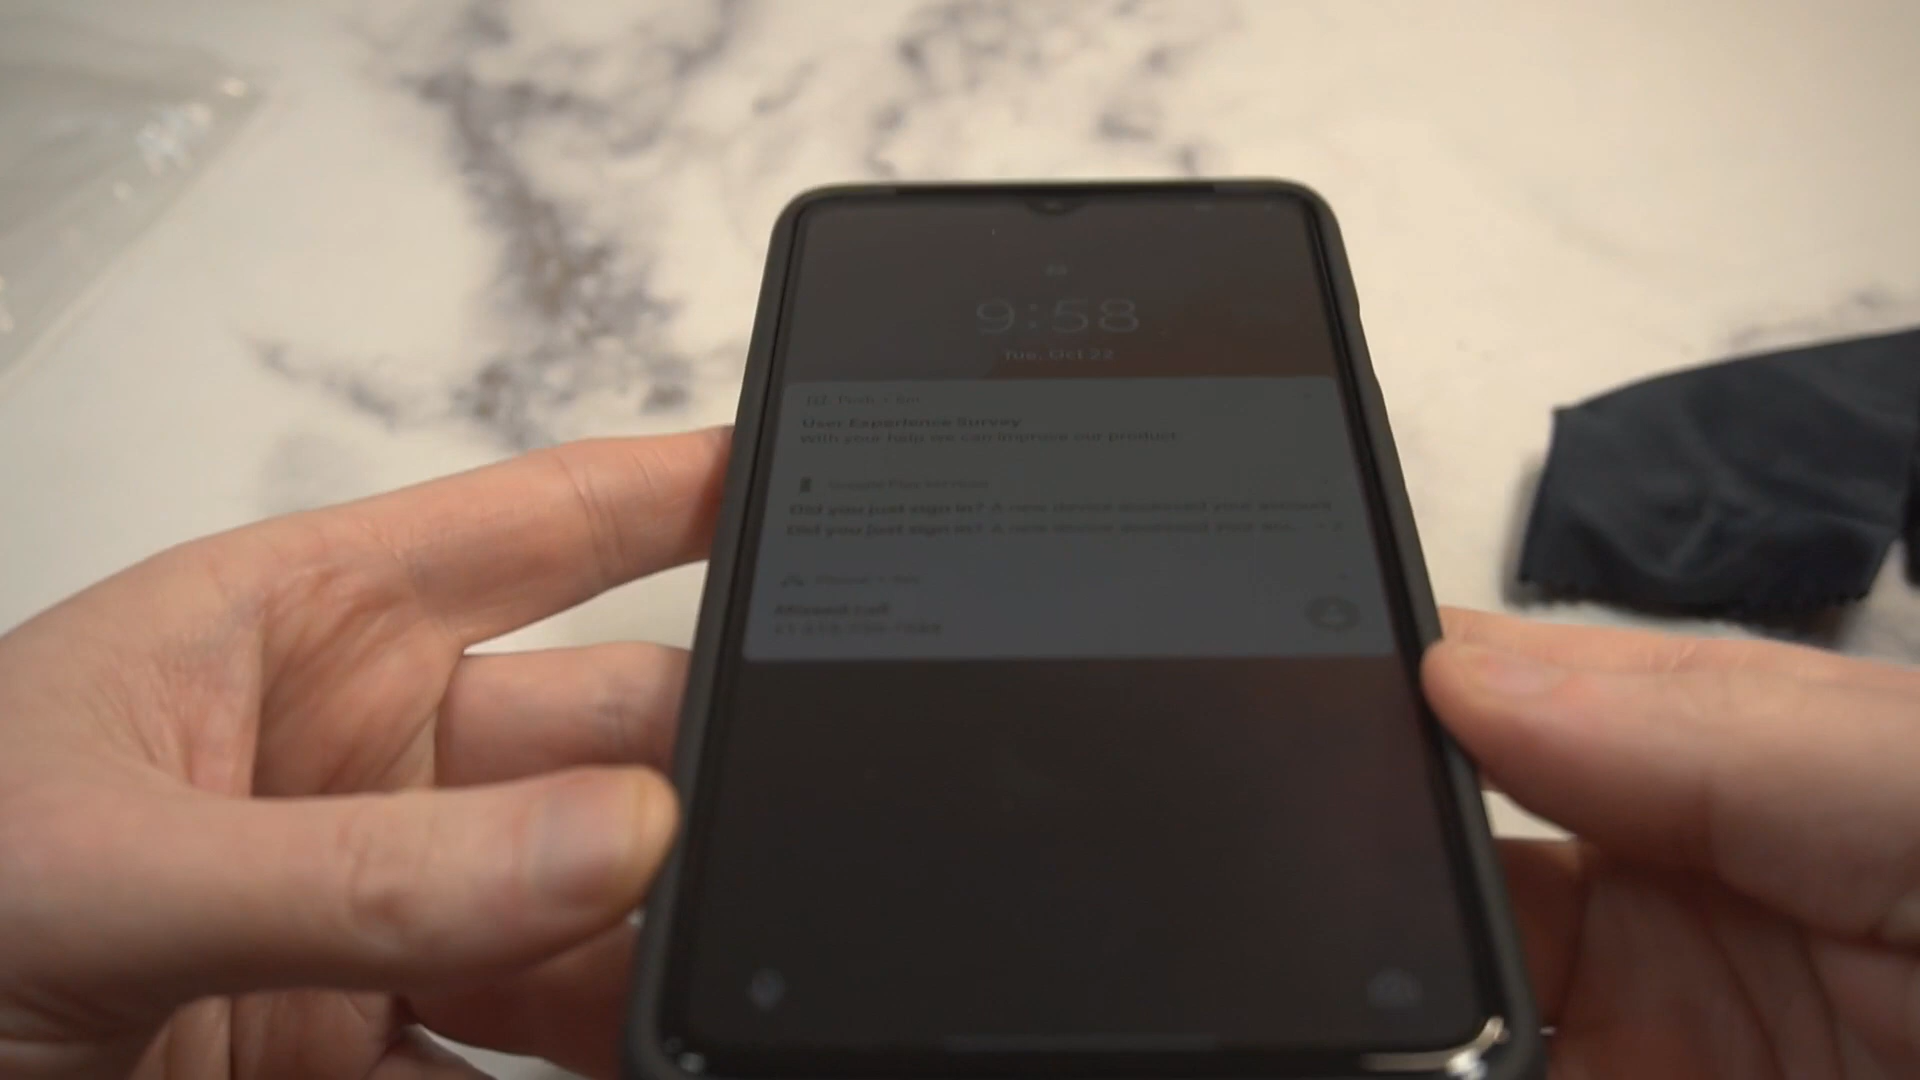 9:58
Tue, Oct 22
User Experience Survey
With your help we can improve our product.
Google Play services
Did you just sign in? A new device accessed your account
Did you just sign in? A new device accessed your acc...
Missed call